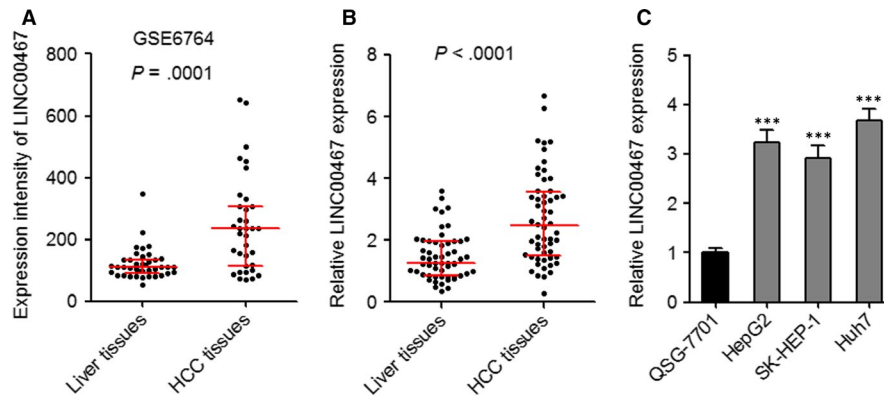 A
GSE6764
P = .0001
Expression intensity of LINC00467
800
600
400
200
0
Liver tissues
HCC tissues
B
P < .0001
Relative LINC00467 expression
8
6
4
2
0
Liver tissues
HCC tissues
C
Relative LINC00467 expression
5
4
3
2
1
0
***
***
***
QSG-7701
HepG2
SK-HEP-1
Huh7